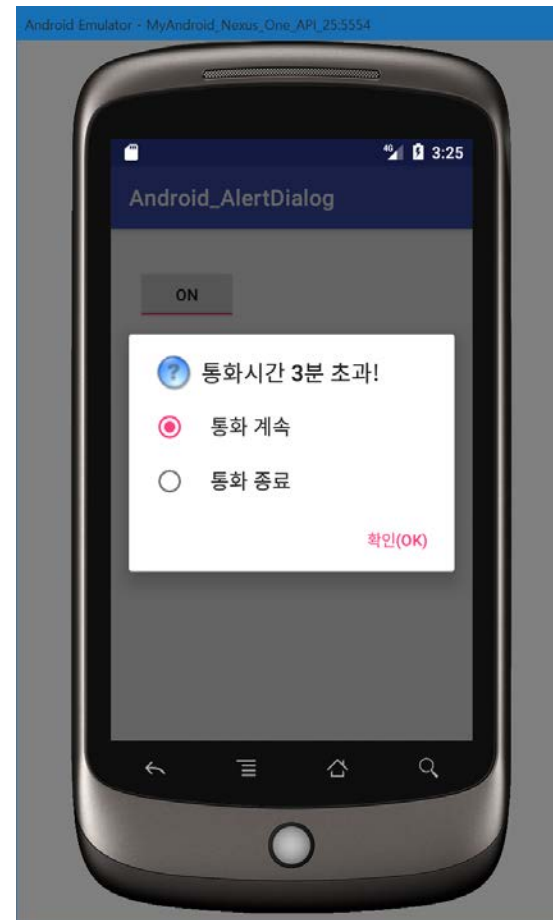 Android Emulator - MyAndroid_Nexus_One_API_25:5554
4G 3:25
Android_AlertDialog
ON
? 통화시간 3분 초과!
통화 계속
통화 종료
확인(OK)